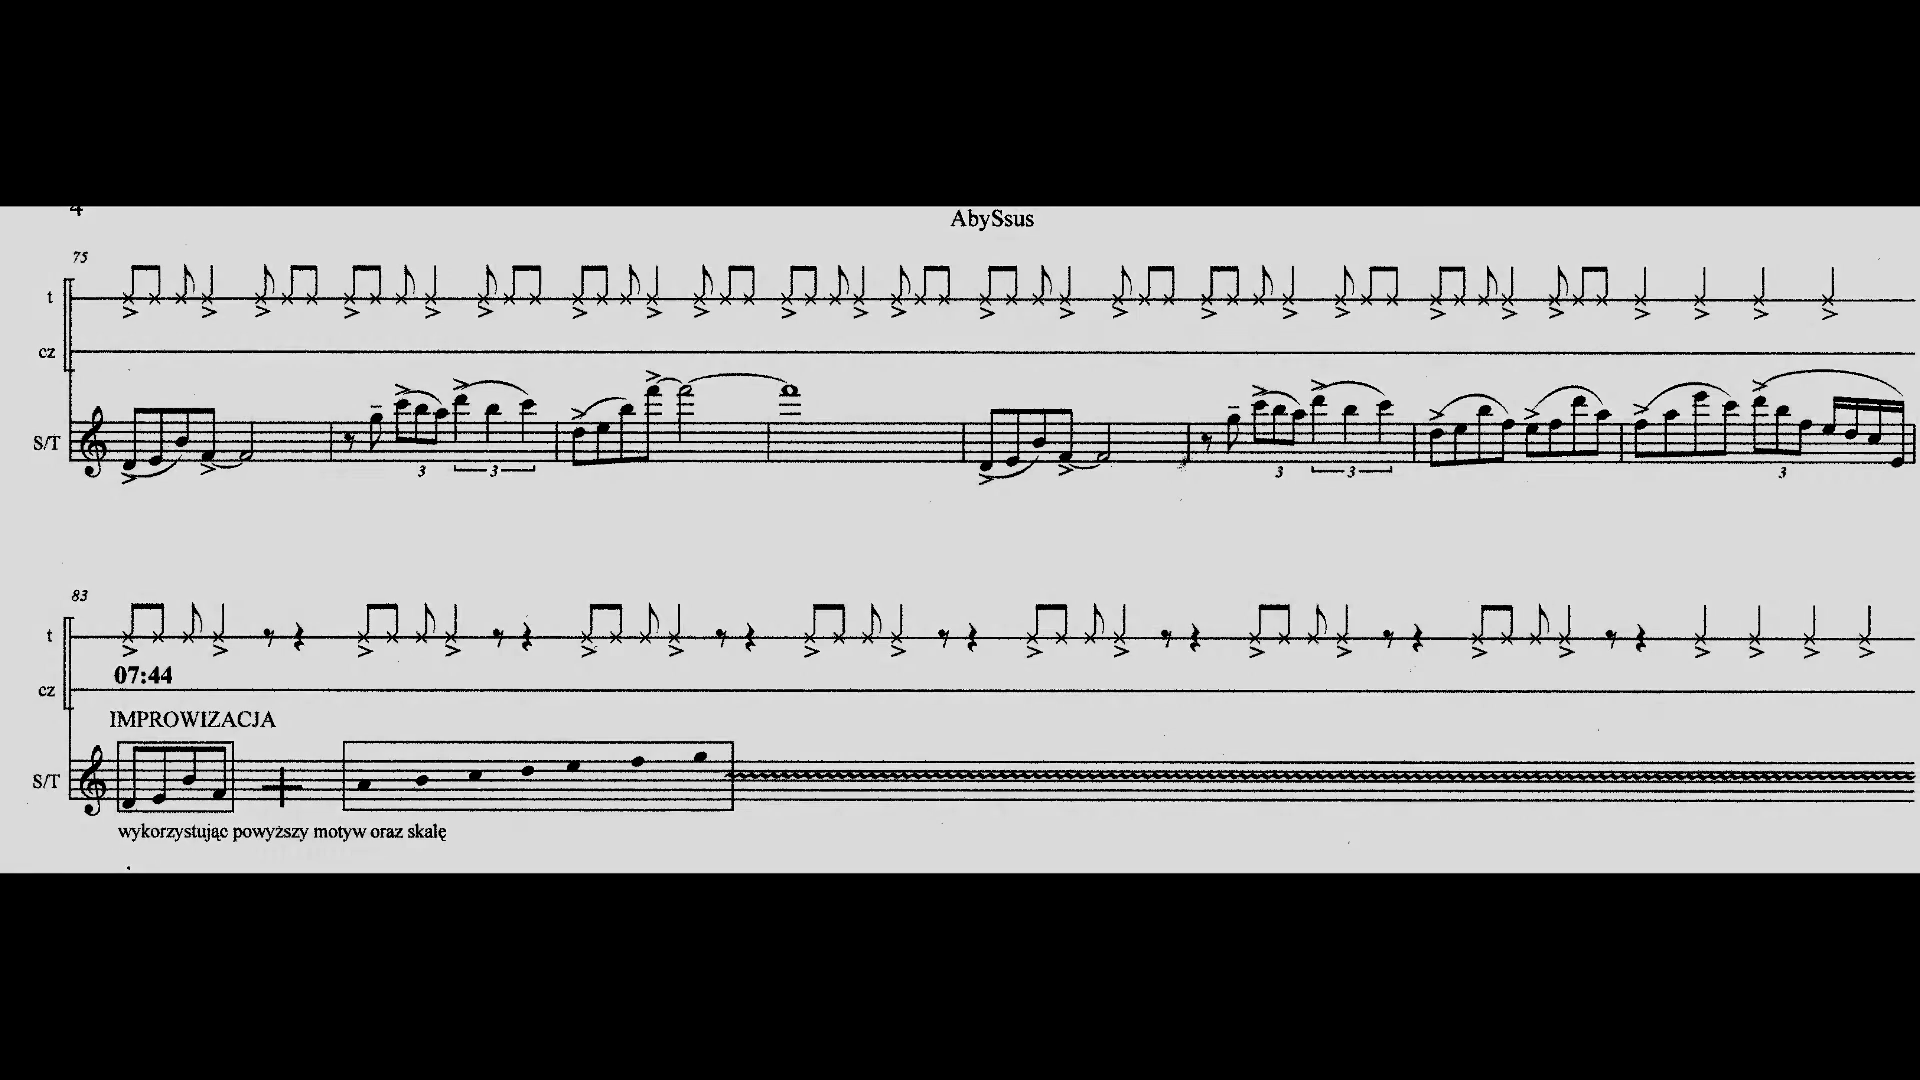 4
AbySsus
75
t
cz
S/T
3
3
3
3
3
83
t
07:44
cz
IMPROWIZACJA
S/T
wykorzystując powyższy motyw oraz skalę